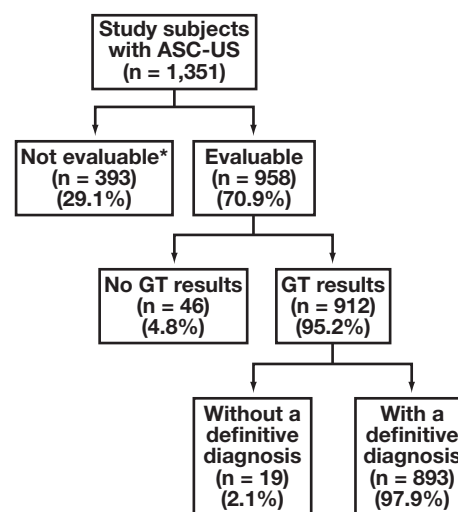 Study subjects
with ASC-US
(n = 1,351)
Not evaluable*
(n = 393)
(29.1%)
Evaluable
(n = 958)
(70.9%)
No GT results
(n = 46)
(4.8%)
GT results
(n = 912)
(95.2%)
Without a
definitive
diagnosis
(n = 19)
(2.1%)
With a
definitive
diagnosis
(n = 893)
(97.9%)